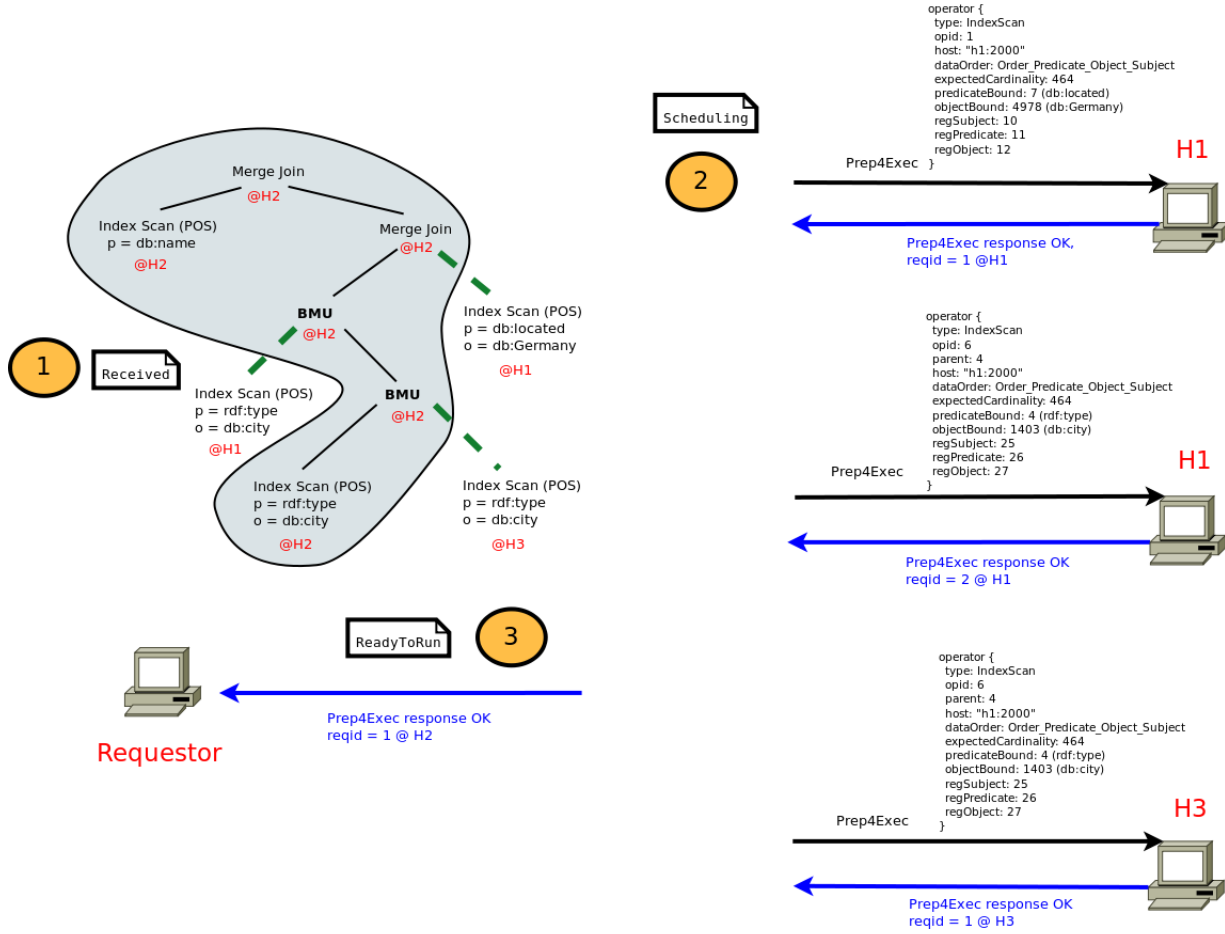 Merge Join
@H2
Index Scan (POS)
p = db:name
@H2
Merge Join
@H2
BMU
@H2
Index Scan (POS)
p = db:located
o = db:Germany
@H1
1
Received
Index Scan (POS)
p = rdf:type
o = db:city
@H1
BMU
@H2
Index Scan (POS)
p = rdf:type
o = db:city
@H2
Index Scan (POS)
p = rdf:type
o = db:city
@H3
Scheduling
2
operator {
type: IndexScan
opid: 1
host: "h1:2000"
dataOrder: Order_Predicate_Object_Subject
expectedCardinality: 464
predicateBound: 7 (db:located)
objectBound: 4978 (db:Germany)
regSubject: 10
regPredicate: 11
regObject: 12
}
Prep4Exec
H1
Prep4Exec response OK,
reqid = 1 @H1
operator {
type: IndexScan
opid: 6
parent: 4
host: "h1:2000"
dataOrder: Order_Predicate_Object_Subject
expectedCardinality: 464
predicateBound: 4 (rdf:type)
objectBound: 1403 (db:city)
regSubject: 25
regPredicate: 26
regObject: 27
}
Prep4Exec
H1
Prep4Exec response OK
reqid = 2 @ H1
ReadyToRun
3
Prep4Exec response OK
reqid = 1 @ H2
Requestor
operator {
type: IndexScan
opid: 6
parent: 4
host: "h1:2000"
dataOrder: Order_Predicate_Object_Subject
expectedCardinality: 464
predicateBound: 4 (rdf:type)
objectBound: 1403 (db:city)
regSubject: 25
regPredicate: 26
regObject: 27
}
Prep4Exec
H3
Prep4Exec response OK
reqid = 1 @ H3